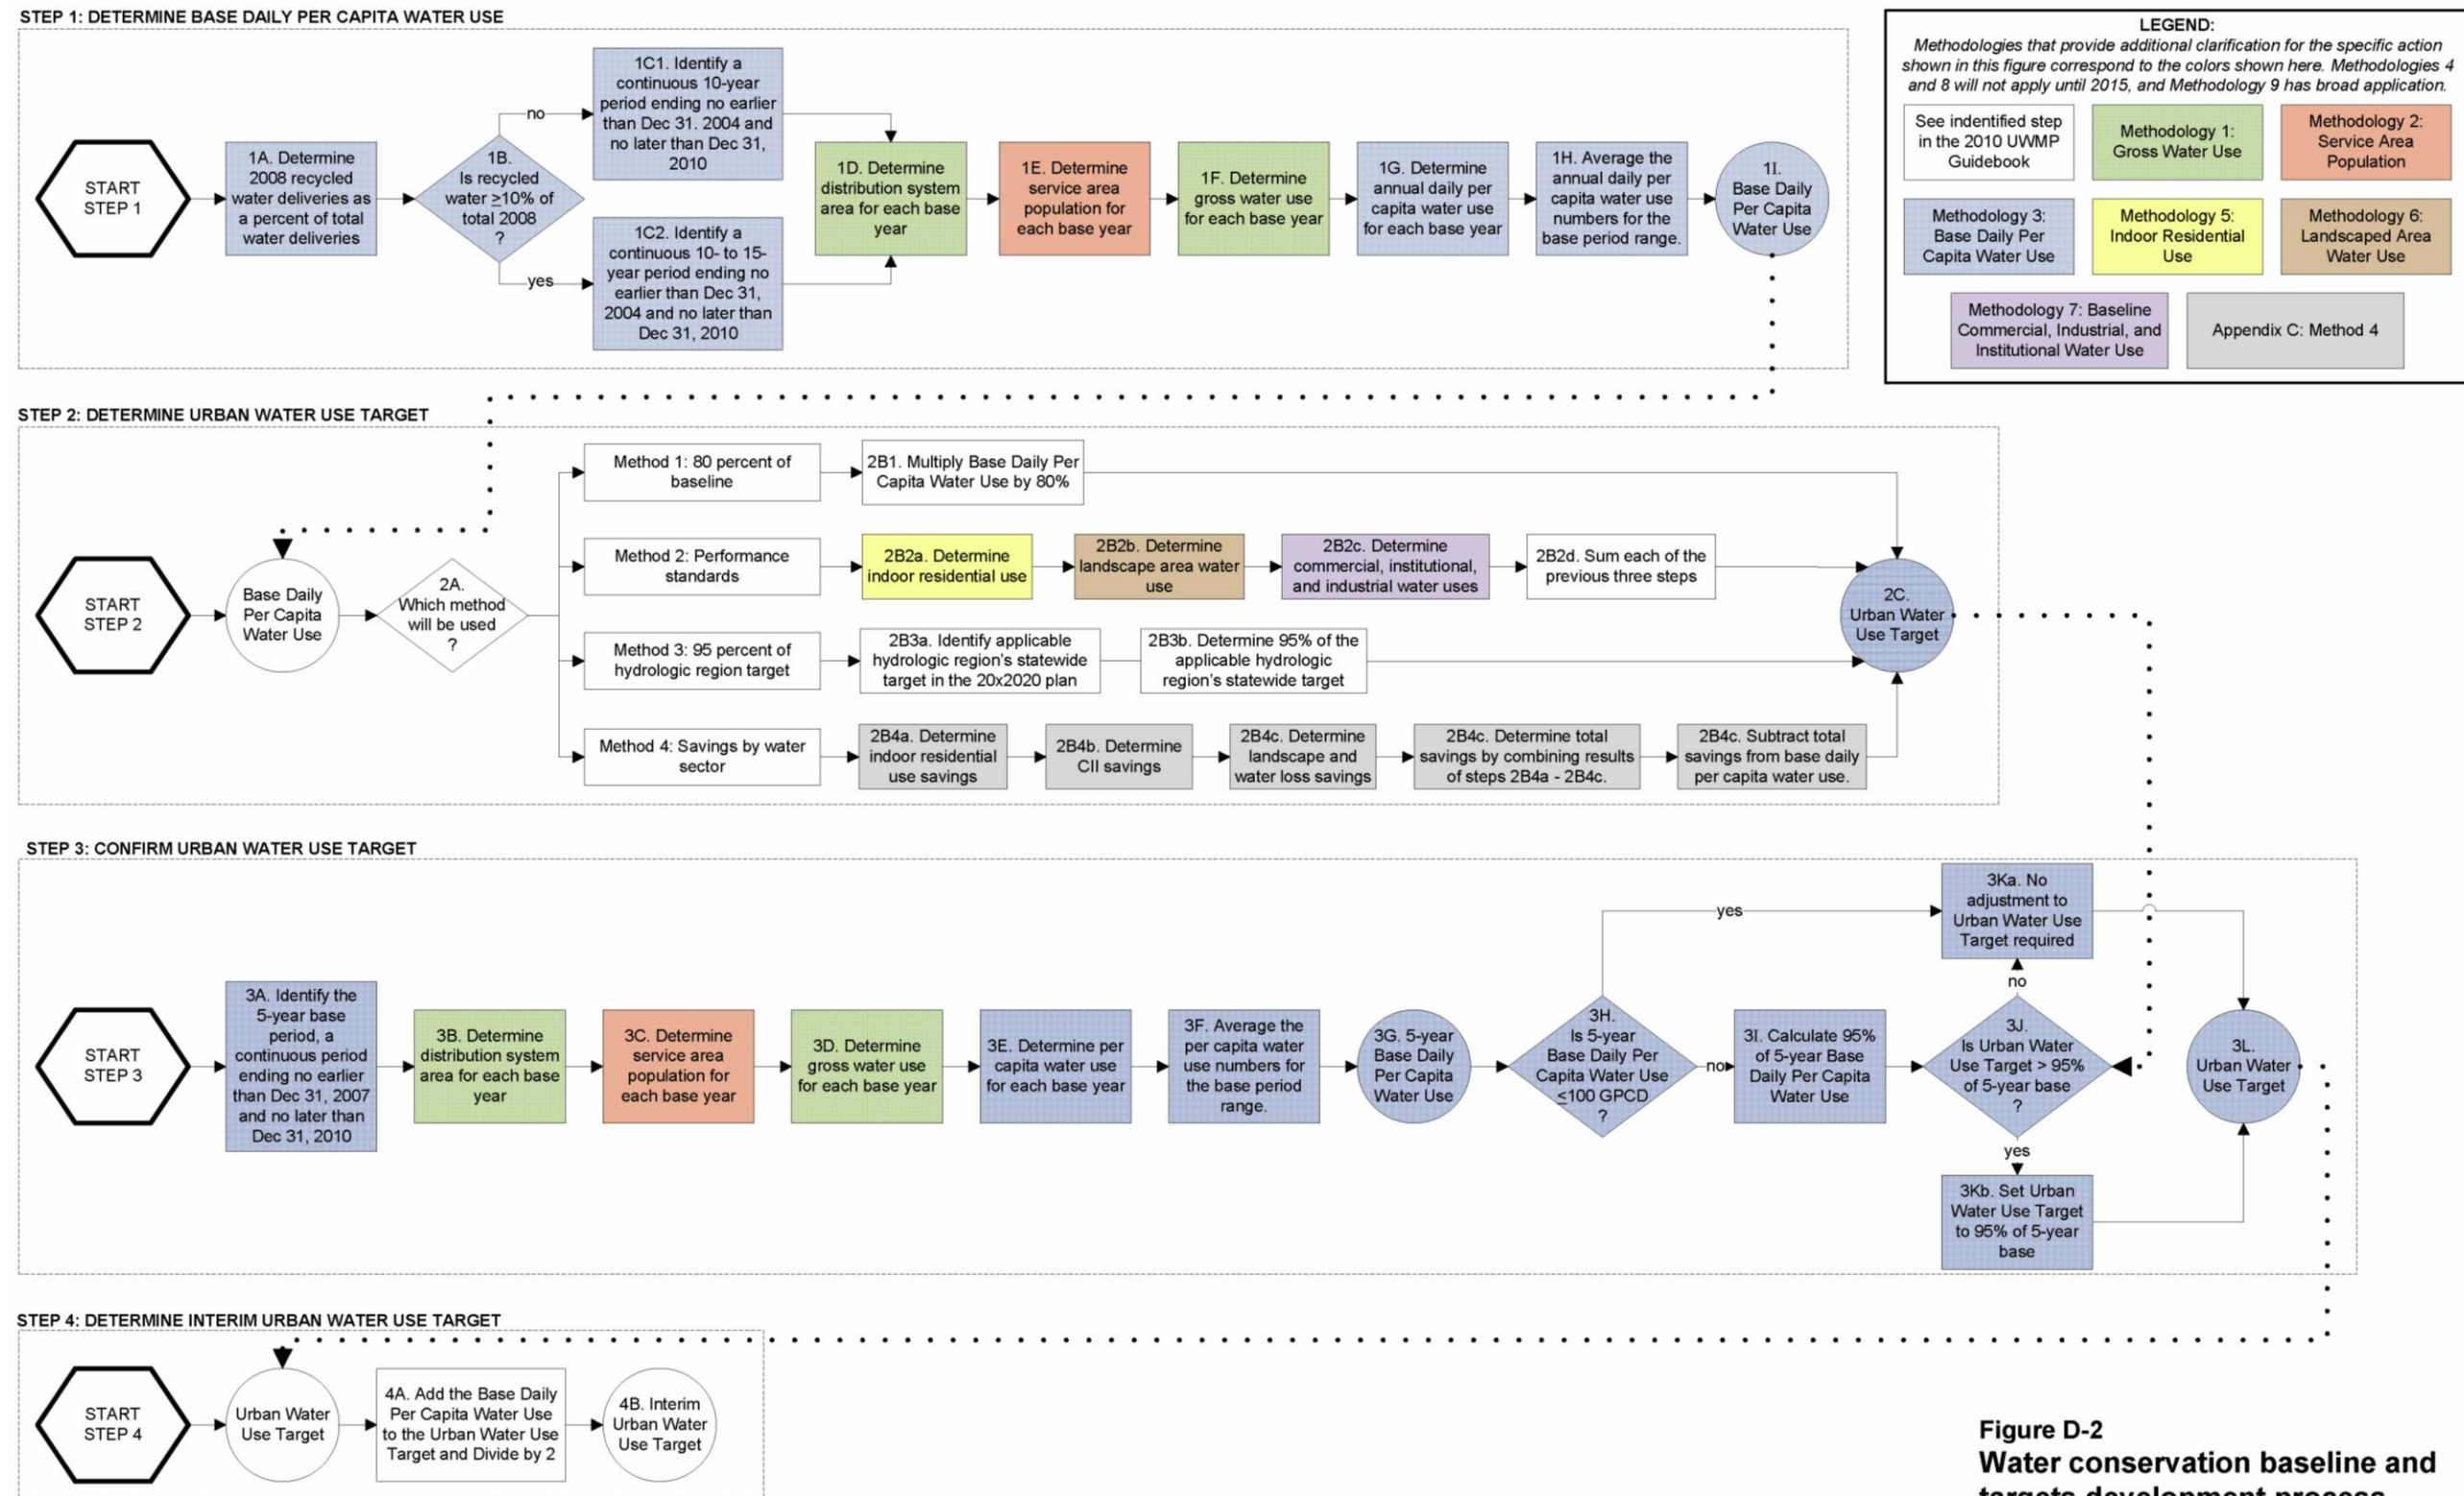 STEP 1: DETERMINE BASE DAILY PER CAPITA WATER USE
START
STEP 1
1A. Determine
2008 recycled
water deliveries as
a percent of total
water deliveries
1B.
Is recycled
water ≥10% of
total 2008
?
no
yes
1C1. Identify a
continuous 10-year
period ending no earlier
than Dec 31. 2004 and
no later than Dec 31,
2010
1C2. Identify a
continuous 10- to 15-
year period ending no
earlier than Dec 31,
2004 and no later than
Dec 31, 2010
1D. Determine
distribution system
area for each base
year
1E. Determine
service area
population for
each base year
1F. Determine
gross water use
for each base year
1G. Determine
annual daily per
capita water use
for each base year
1H. Average the
annual daily per
capita water use
numbers for the
base period range.
1I.
Base Daily
Per Capita
Water Use
LEGEND:
Methodologies that provide additional clarification for the specific action
shown in this figure correspond to the colors shown here. Methodologies 4
and 8 will not apply until 2015, and Methodology 9 has broad application.
See indentified step
in the 2010 UWMP
Guidebook
Methodology 1:
Gross Water Use
Methodology 2:
Service Area
Population
Methodology 3:
Base Daily Per
Capita Water Use
Methodology 5:
Indoor Residential
Use
Methodology 6:
Landscaped Area
Water Use
Methodology 7: Baseline
Commercial, Industrial, and
Institutional Water Use
Appendix C: Method 4
STEP 2: DETERMINE URBAN WATER USE TARGET
START
STEP 2
Base Daily
Per Capita
Water Use
2A.
Which method
will be used
?
Method 1: 80 percent of
baseline
2B1. Multiply Base Daily Per
Capita Water Use by 80%
Method 2: Performance
standards
2B2a. Determine
indoor residential use
2B2b. Determine
landscape area water
use
2B2c. Determine
commercial, institutional,
and industrial water uses
2B2d. Sum each of the
previous three steps
Method 3: 95 percent of
hydrologic region target
2B3a. Identify applicable
hydrologic region's statewide
target in the 20x2020 plan
2B3b. Determine 95% of the
applicable hydrologic
region's statewide target
Method 4: Savings by water
sector
2B4a. Determine
indoor residential
use savings
2B4b. Determine
CII savings
2B4c. Determine
landscape and
water loss savings
2B4c. Determine total
savings by combining results
of steps 2B4a - 2B4c.
2B4c. Subtract total
savings from base daily
per capita water use.
2C.
Urban Water
Use Target
STEP 3: CONFIRM URBAN WATER USE TARGET
START
STEP 3
3A. Identify the
5-year base
period, a
continuous period
ending no earlier
than Dec 31, 2007
and no later than
Dec 31, 2010
3B. Determine
distribution system
area for each base
year
3C. Determine
service area
population for
each base year
3D. Determine
gross water use
for each base year
3E. Determine per
capita water use
for each base year
3F. Average the
per capita water
use numbers for
the base period
range.
3G. 5-year
Base Daily
Per Capita
Water Use
3H.
Is 5-year
Base Daily Per
Capita Water Use
≤100 GPCD
?
yes
no
3I. Calculate 95%
of 5-year Base
Daily Per Capita
Water Use
3J.
Is Urban Water
Use Target > 95%
of 5-year base
?
no
yes
3Ka. No
adjustment to
Urban Water Use
Target required
3Kb. Set Urban
Water Use Target
to 95% of 5-year
base
3L.
Urban Water
Use Target
STEP 4: DETERMINE INTERIM URBAN WATER USE TARGET
START
STEP 4
Urban Water
Use Target
4A. Add the Base Daily
Per Capita Water Use
to the Urban Water Use
Target and Divide by 2
4B. Interim
Urban Water
Use Target
Figure D-2
Water conservation baseline and
targets development process